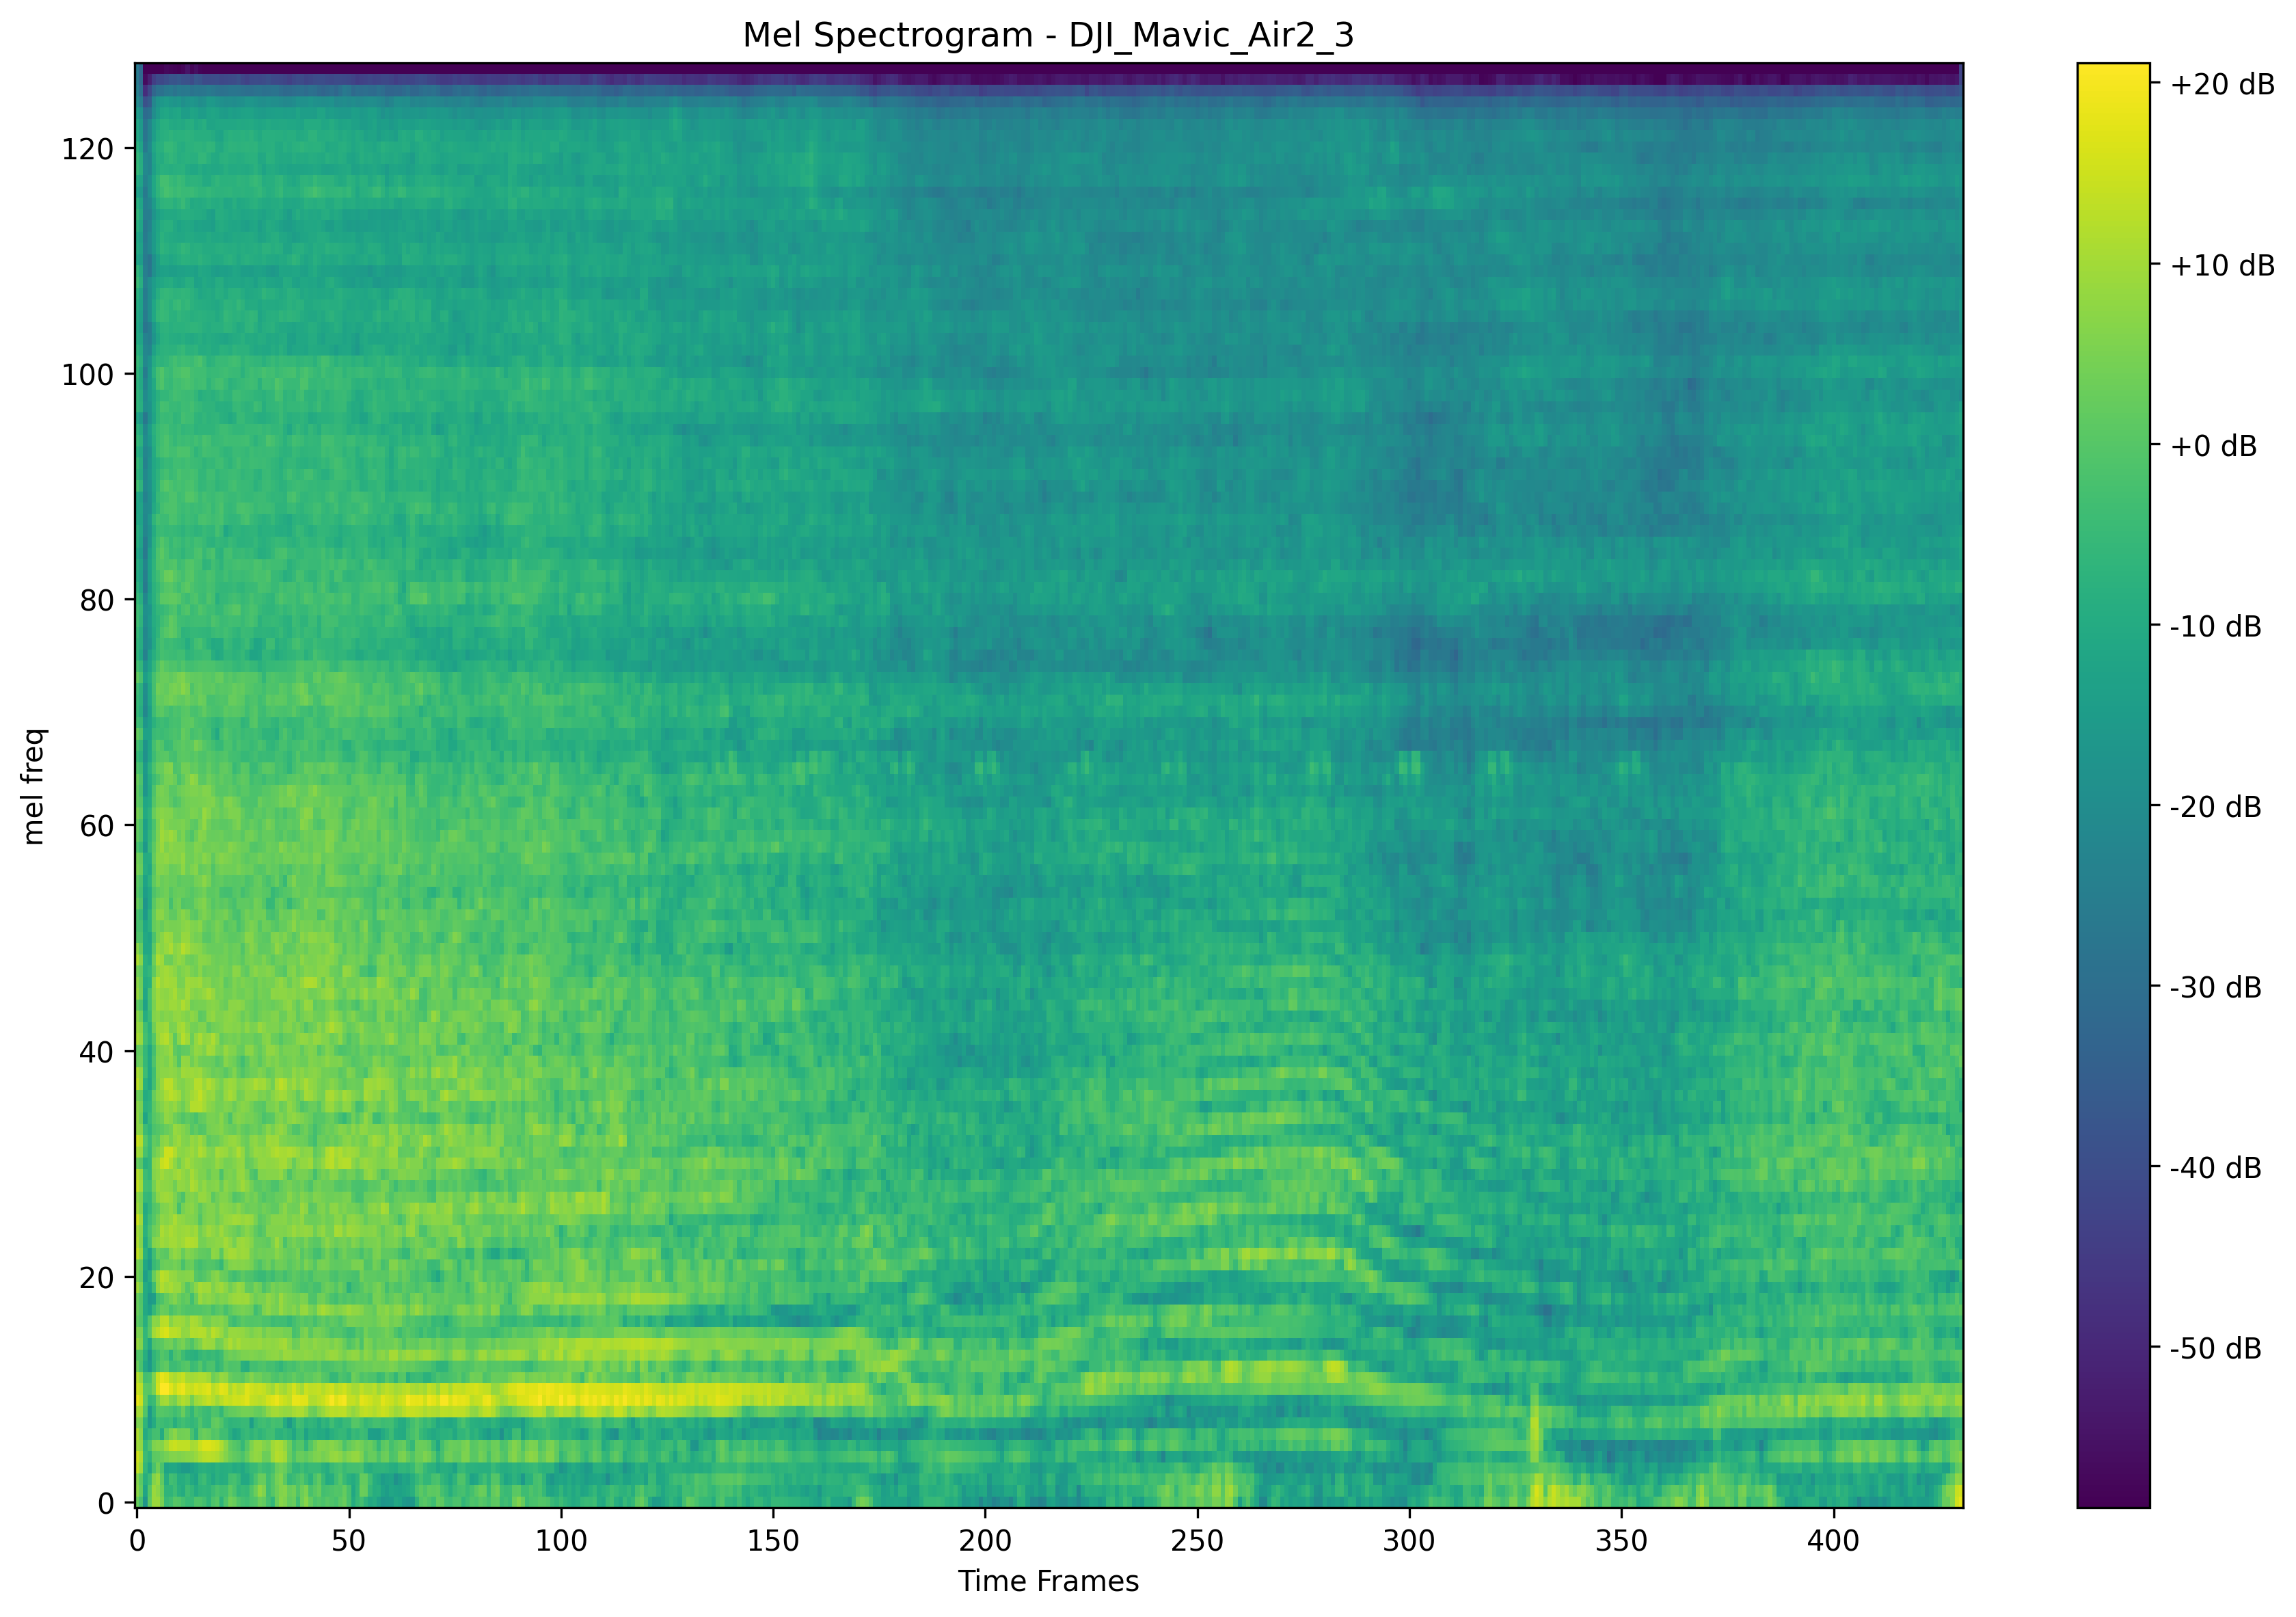 Mel Spectrogram - DJI_Mavic_Air2_3
mel freq
120
100
80
60
40
20
0
0 50 100 150 200 250 300 350 400
Time Frames
+20 dB
+10 dB
+0 dB
-10 dB
-20 dB
-30 dB
-40 dB
-50 dB